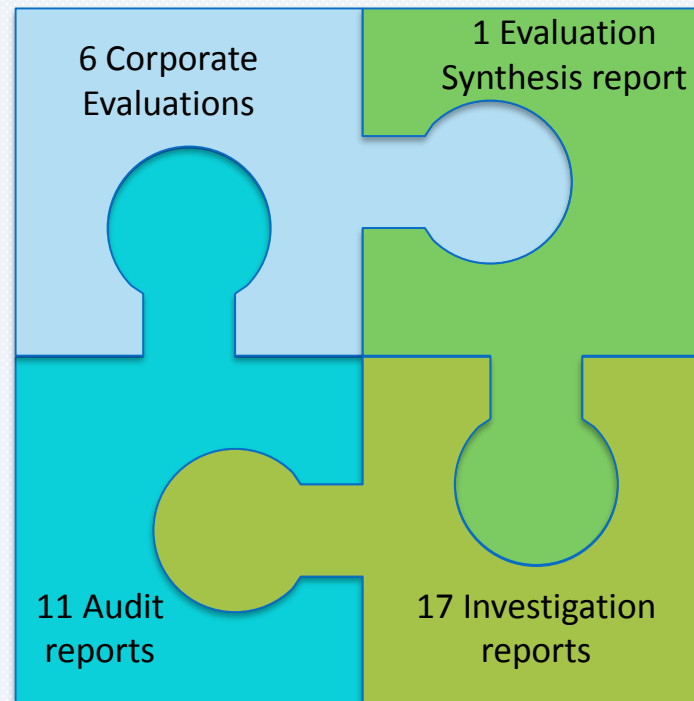 6 Corporate
Evaluations
1 Evaluation
Synthesis report
11 Audit
reports
17 Investigation
reports